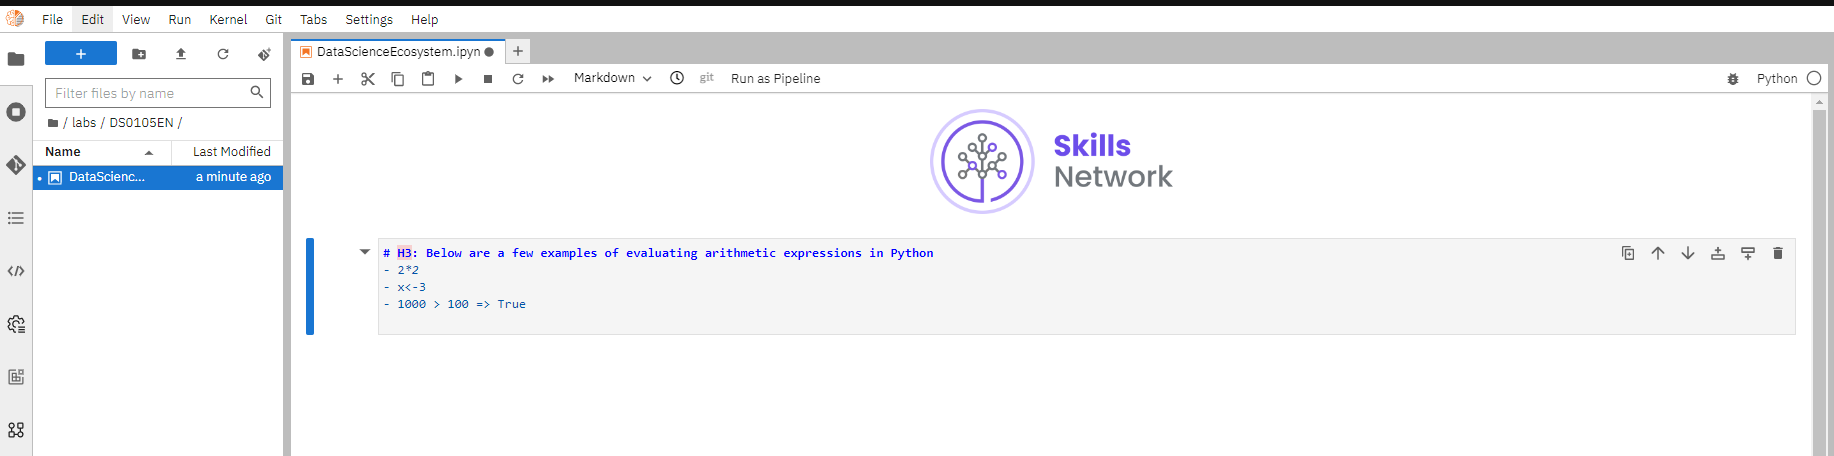 File Edit View Run Kernel Git Tabs Settings Help
+
Filter files by name
/ labs / DS0105EN /
Name Last Modified
DataScienc... a minute ago
DataScienceEcosystem.ipyn
Markdown git Run as Pipeline Python
Skills
Network
# H3: Below are a few examples of evaluating arithmetic expressions in Python
- 2*2
- x<-3
- 1000 > 100 => True